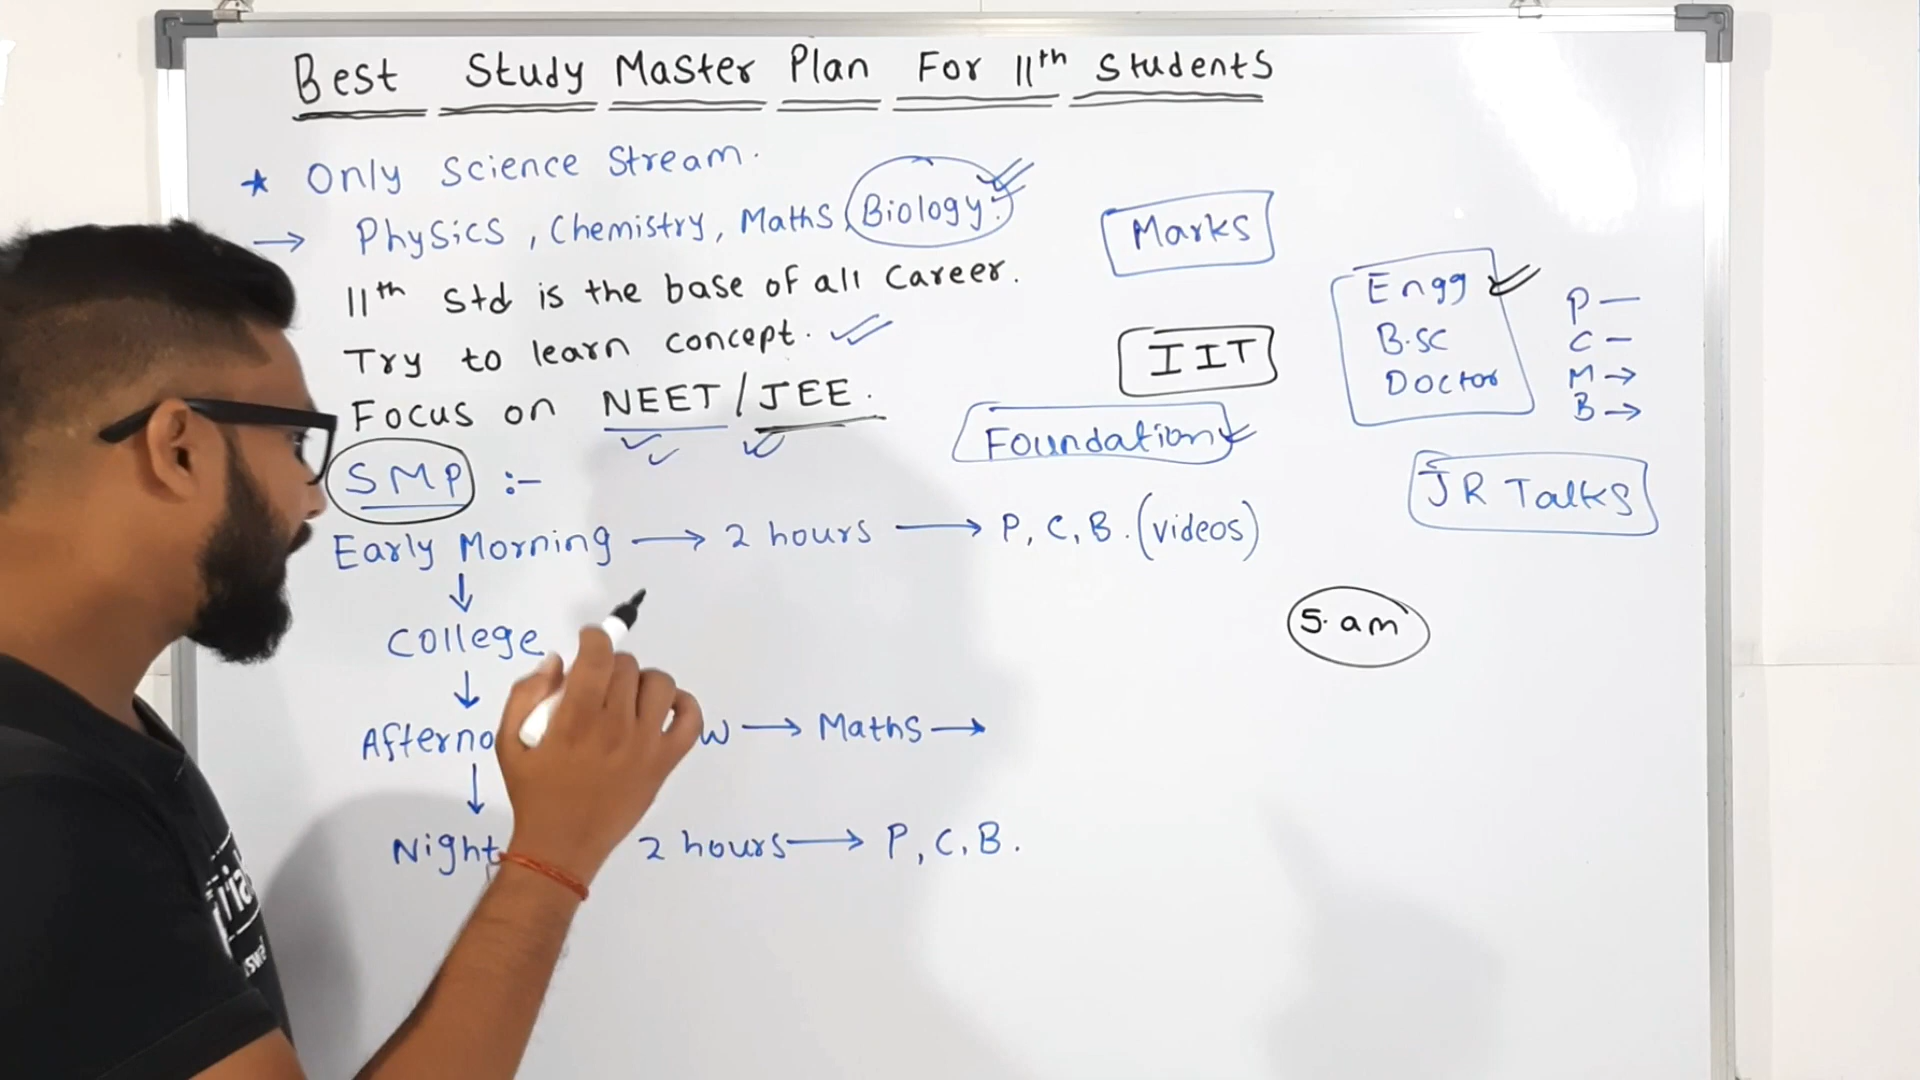 Best Study Master Plan For 11th Students
★ Only Science Stream.
→ Physics, Chemistry, Maths, Biology.
11th Std is the base of all Career.
Try to learn concept.
Focus on NEET / JEE.
SMP :-
Early Morning → 2 hours → P, C, B. (videos)
↓
College
↓
Afterno W → Maths →
↓
Night 2 hours → P, C, B.
Marks
IIT
Foundation
Engg
B.sc
Doctor
P —
C —
M →
B →
JR Talks
5 am